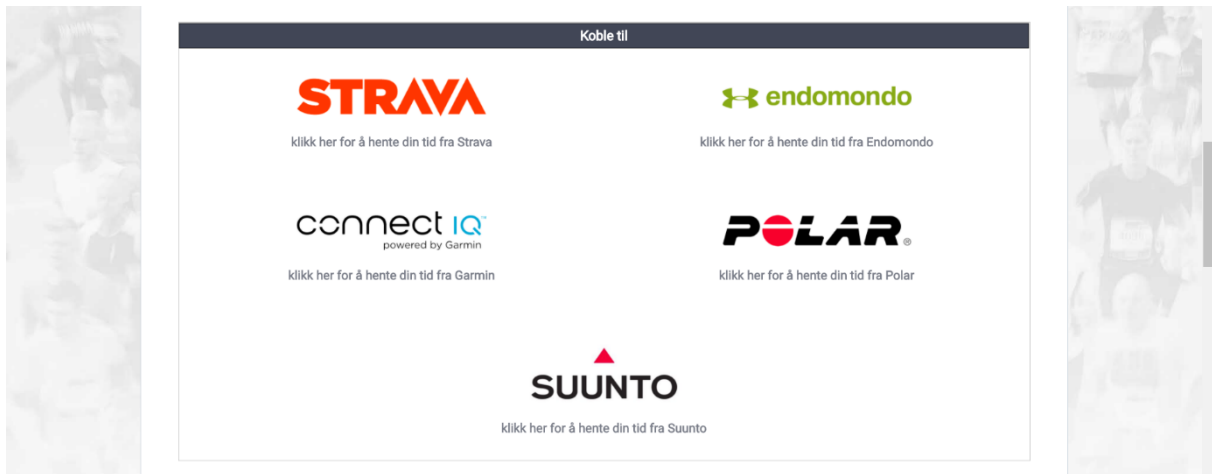 Koble til
STRAVA
endomondo
klikk her for å hente din tid fra Strava
klikk her for å hente din tid fra Endomondo
connect IQ™
powered by Garmin
POLAR®
klikk her for å hente din tid fra Garmin
klikk her for å hente din tid fra Polar
SUUNTO
klikk her for å hente din tid fra Suunto